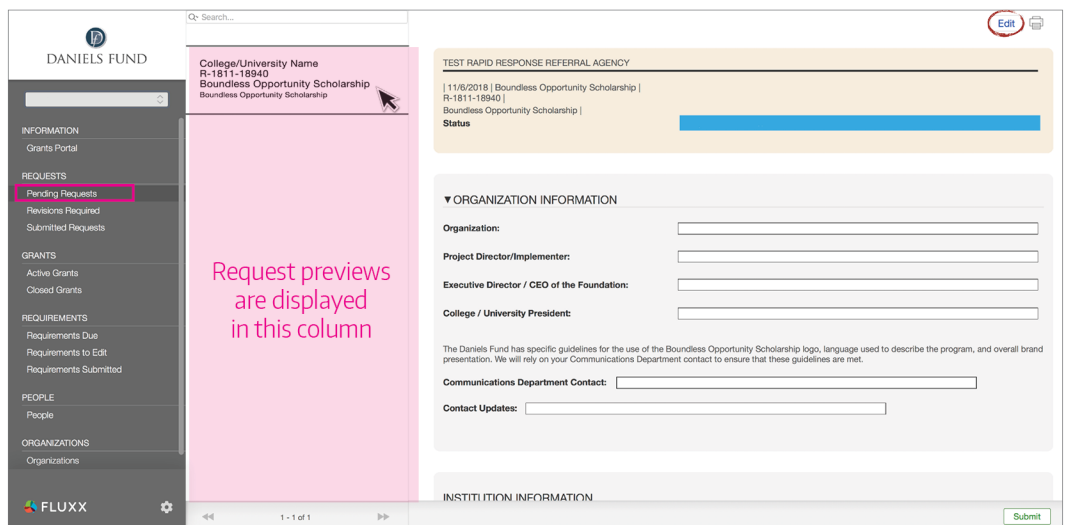 DANIELS FUND
INFORMATION
Grants Portal
REQUESTS
Pending Requests
Revisions Required
Submitted Requests
GRANTS
Active Grants
Closed Grants
REQUIREMENTS
Requirements Due
Requirements to Edit
Requirements Submitted
PEOPLE
People
ORGANIZATIONS
Organizations
FLUXX
Search...
College/University Name
R-1811-18940
Boundless Opportunity Scholarship
Boundless Opportunity Scholarship
Request previews
are displayed
in this column
1 - 1 of 1
Edit
TEST RAPID RESPONSE REFERRAL AGENCY
| 11/6/2018 | Boundless Opportunity Scholarship |
R-1811-18940 |
Boundless Opportunity Scholarship |
Status
▼ORGANIZATION INFORMATION
Organization:
Project Director/Implementer:
Executive Director / CEO of the Foundation:
College / University President:
The Daniels Fund has specific guidelines for the use of the Boundless Opportunity Scholarship logo, language used to describe the program, and overall brand
presentation. We will rely on your Communications Department contact to ensure that these guidelines are met.
Communications Department Contact:
Contact Updates:
INSTITUTION INFORMATION
Submit